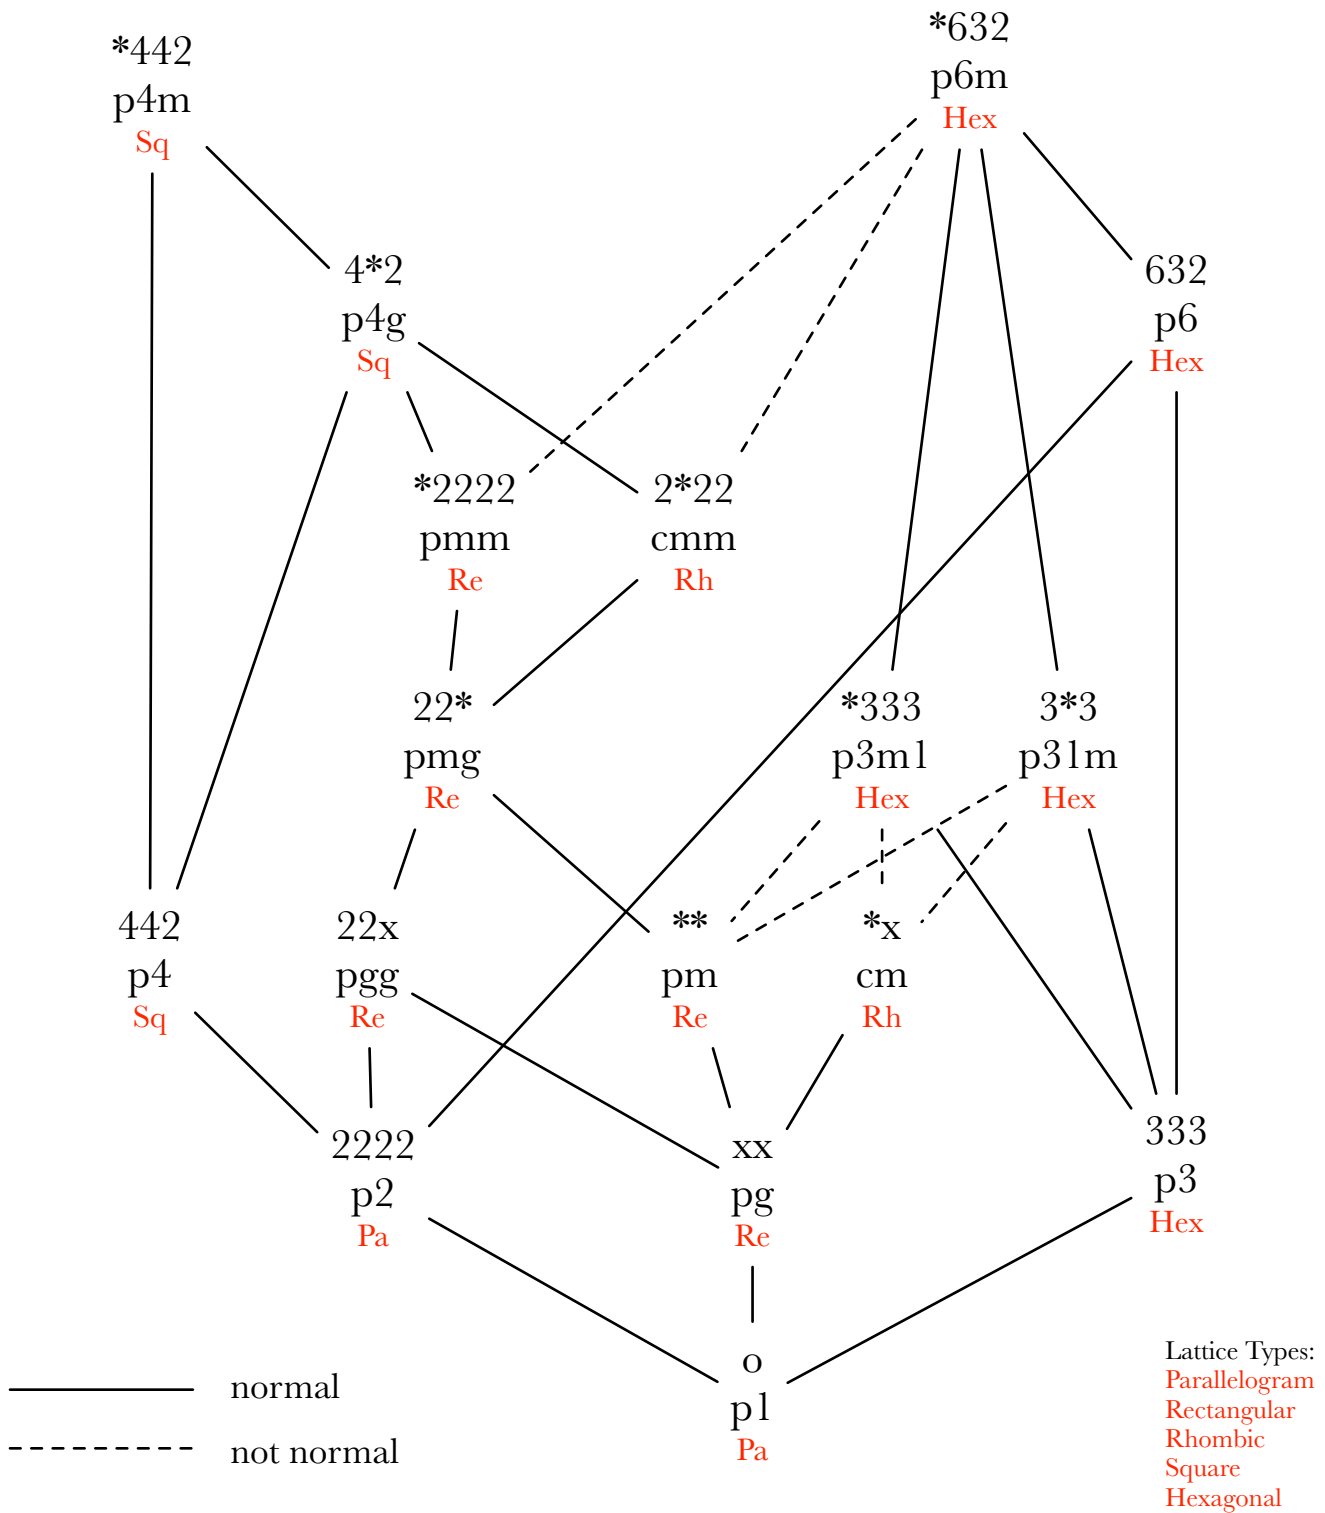 *442
p4m
Sq
*632
p6m
Hex
4*2
p4g
Sq
632
p6
Hex
*2222
pmm
Re
2*22
cmm
Rh
22*
pmg
Re
*333
p3m1
Hex
3*3
p31m
Hex
442
p4
Sq
22x
pgg
Re
**
pm
Re
*x
cm
Rh
2222
p2
Pa
xx
pg
Re
333
p3
Hex
o
p1
Pa
normal
not normal
Lattice Types:
Parallelogram
Rectangular
Rhombic
Square
Hexagonal